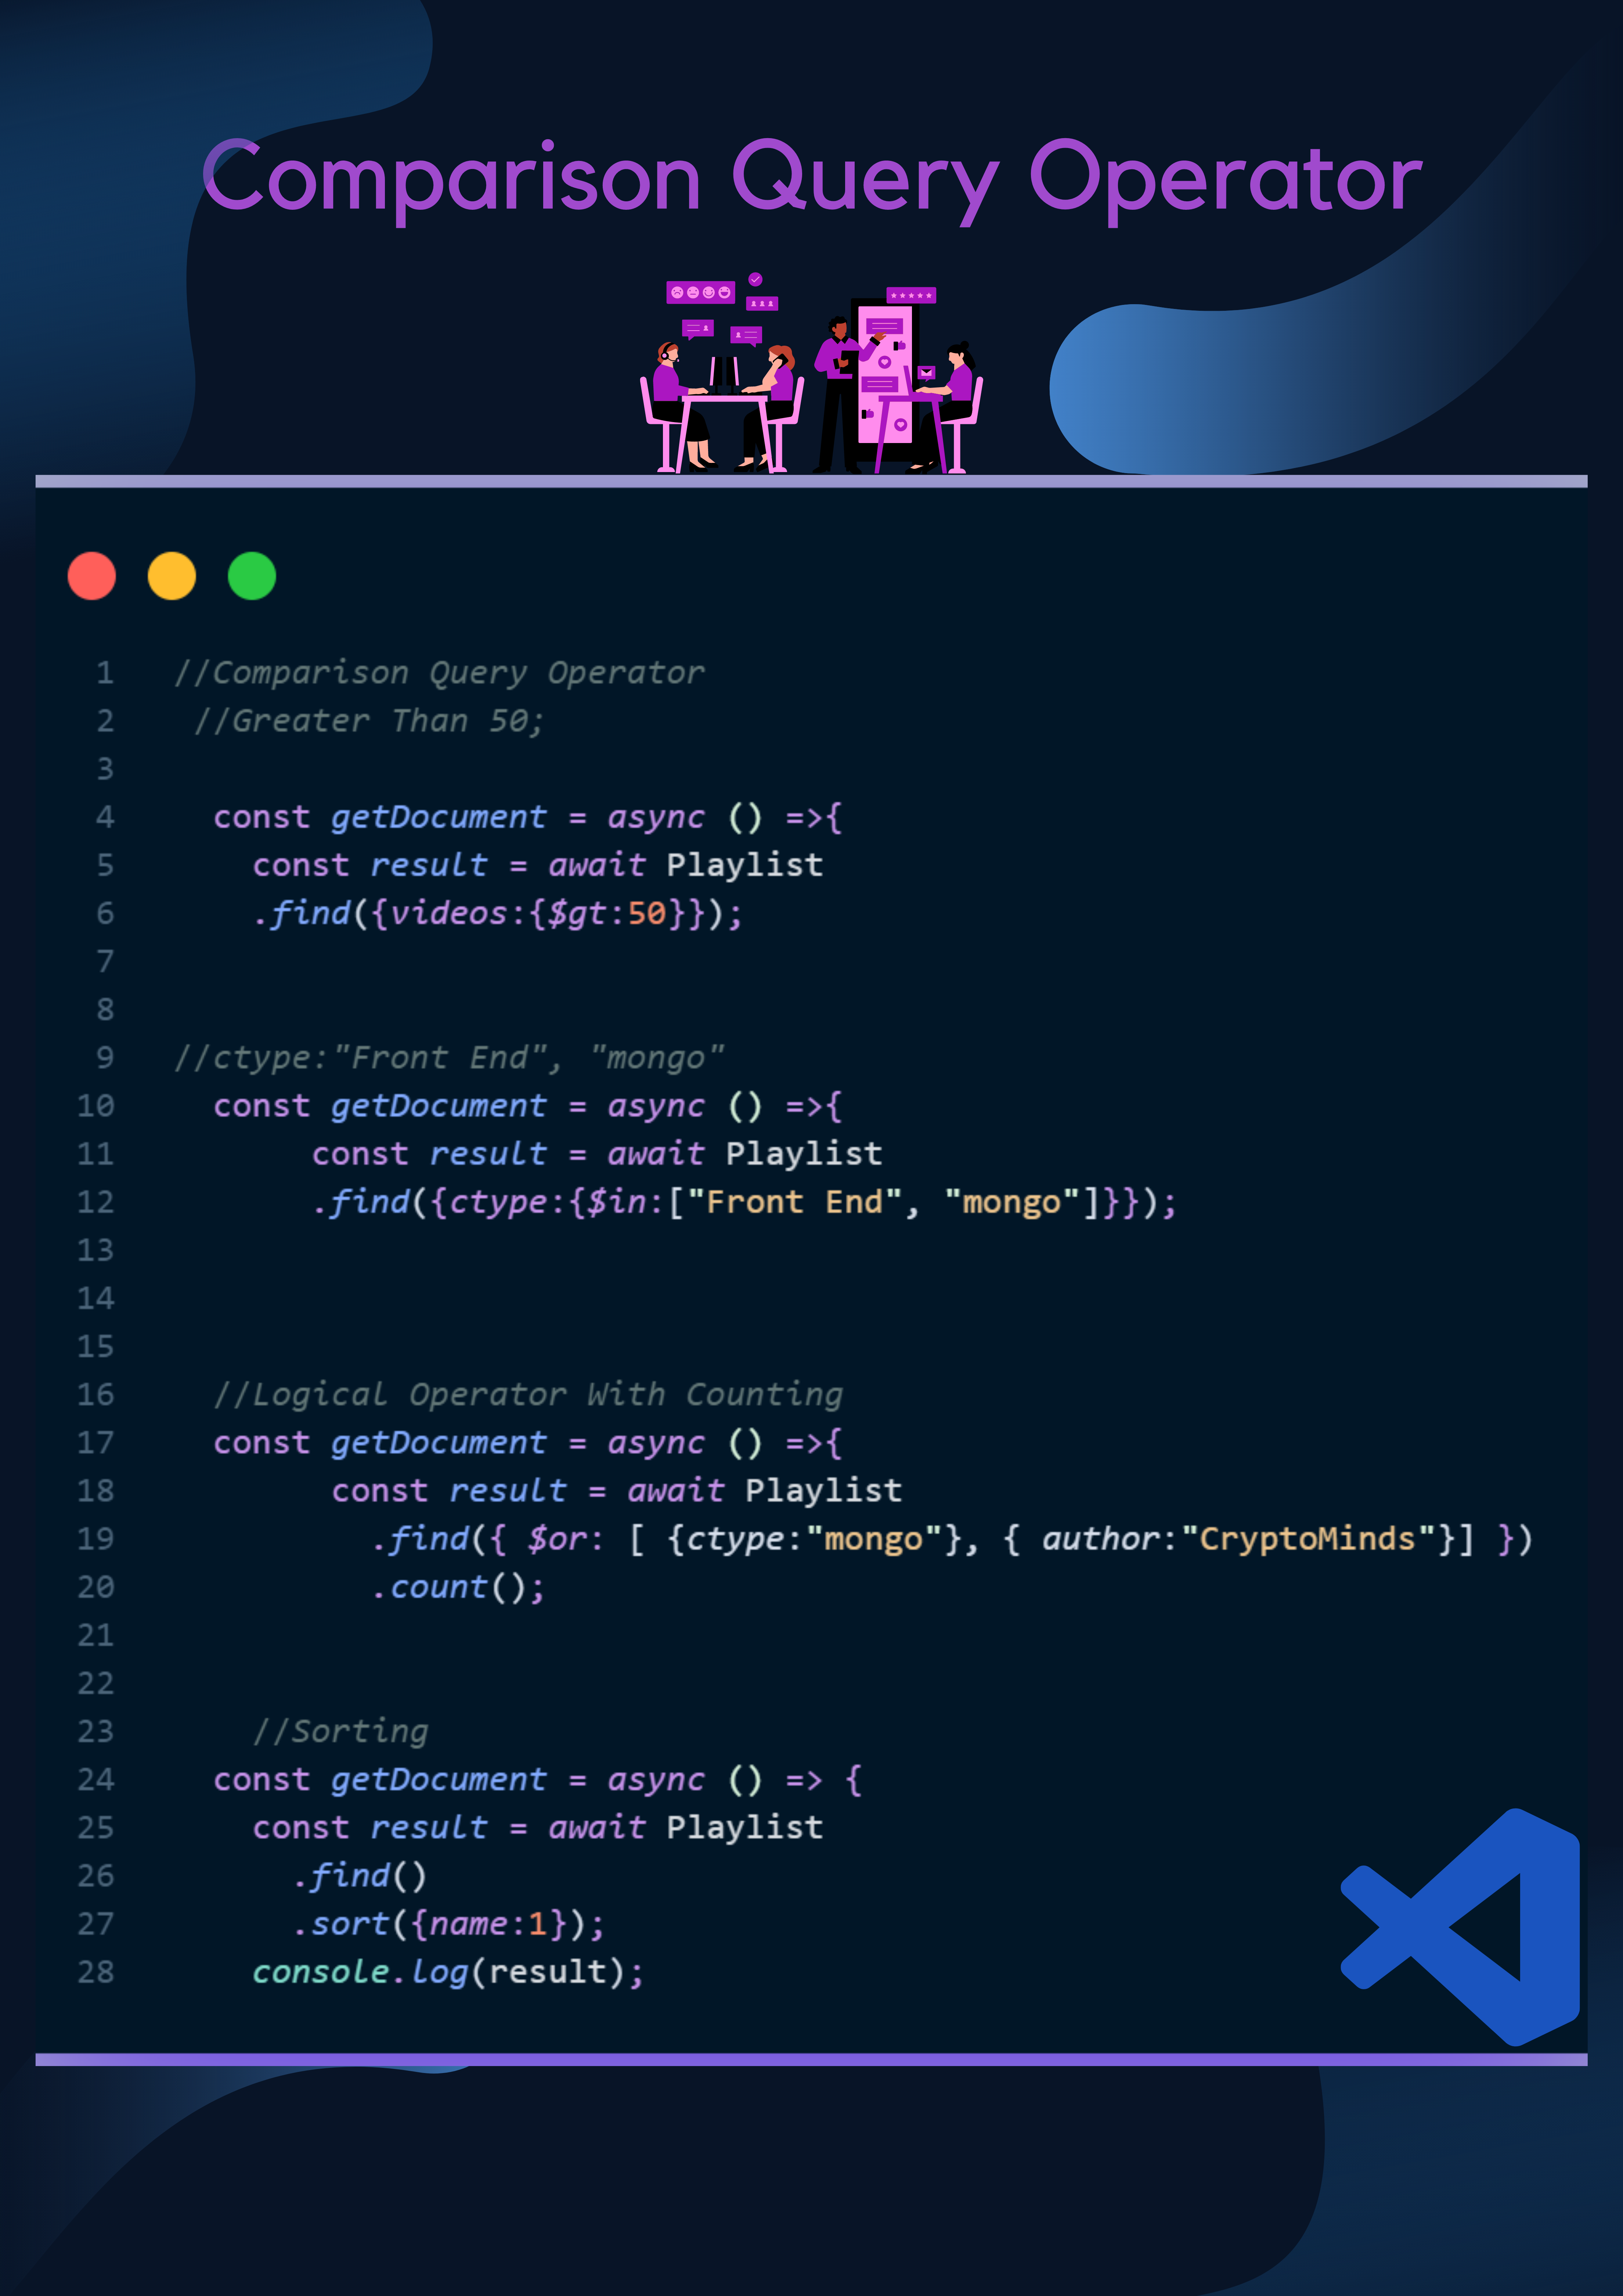 Comparison Query Operator
1 //Comparison Query Operator
2 //Greater Than 50;
3
4 const getDocument = async () =>{
5 const result = await Playlist
6 .find({videos:{$gt:50}});
7
8
9 //ctype:"Front End", "mongo"
10 const getDocument = async () =>{
11 const result = await Playlist
12 .find({ctype:{$in:["Front End", "mongo"]}});
13
14
15
16 //Logical Operator With Counting
17 const getDocument = async () =>{
18 const result = await Playlist
19 .find({ $or: [ {ctype:"mongo"}, { author:"CryptoMinds"}] })
20 .count();
21
22
23 //Sorting
24 const getDocument = async () => {
25 const result = await Playlist
26 .find()
27 .sort({name:1});
28 console.log(result);